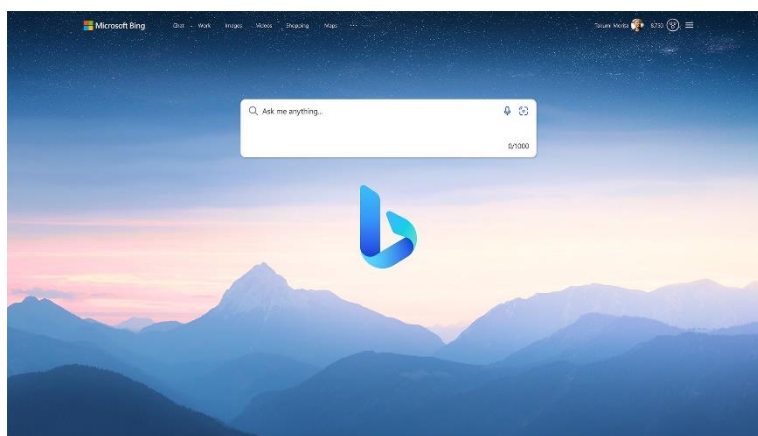 Microsoft Bing Chat Work Images Videos Shopping Maps ...
Ask me anything...
0/1000